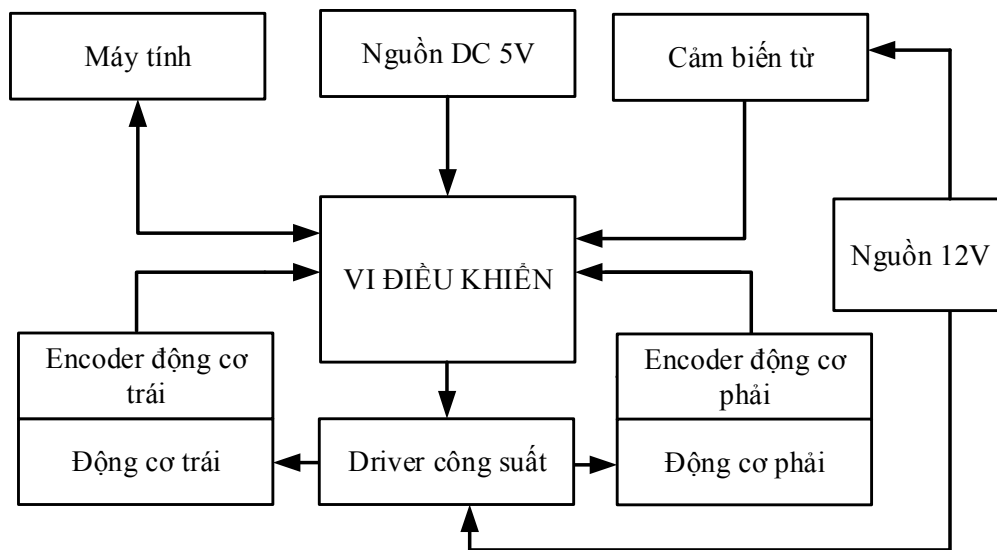 Máy tính
Nguồn DC 5V
Cảm biến từ
Nguồn 12V
VI ĐIỀU KHIỂN
Encoder động cơ
trái
Encoder động cơ
phải
Động cơ trái
Driver công suất
Động cơ phải